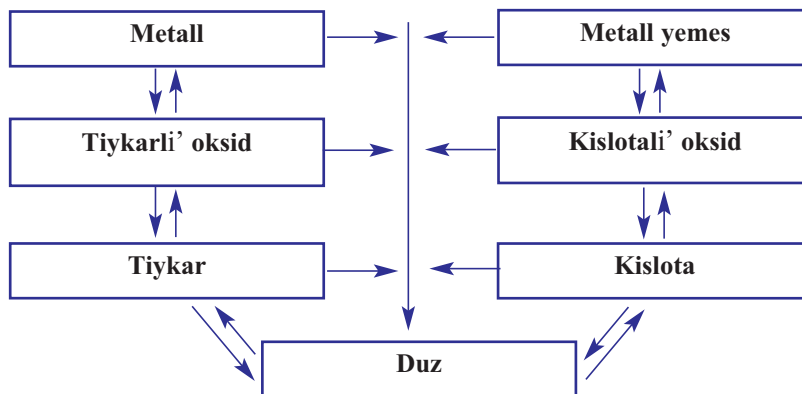 Metall
Metall yemes
Tiykarli’ oksid
Kislotali’ oksid
Tiykar
Kislota
Duz